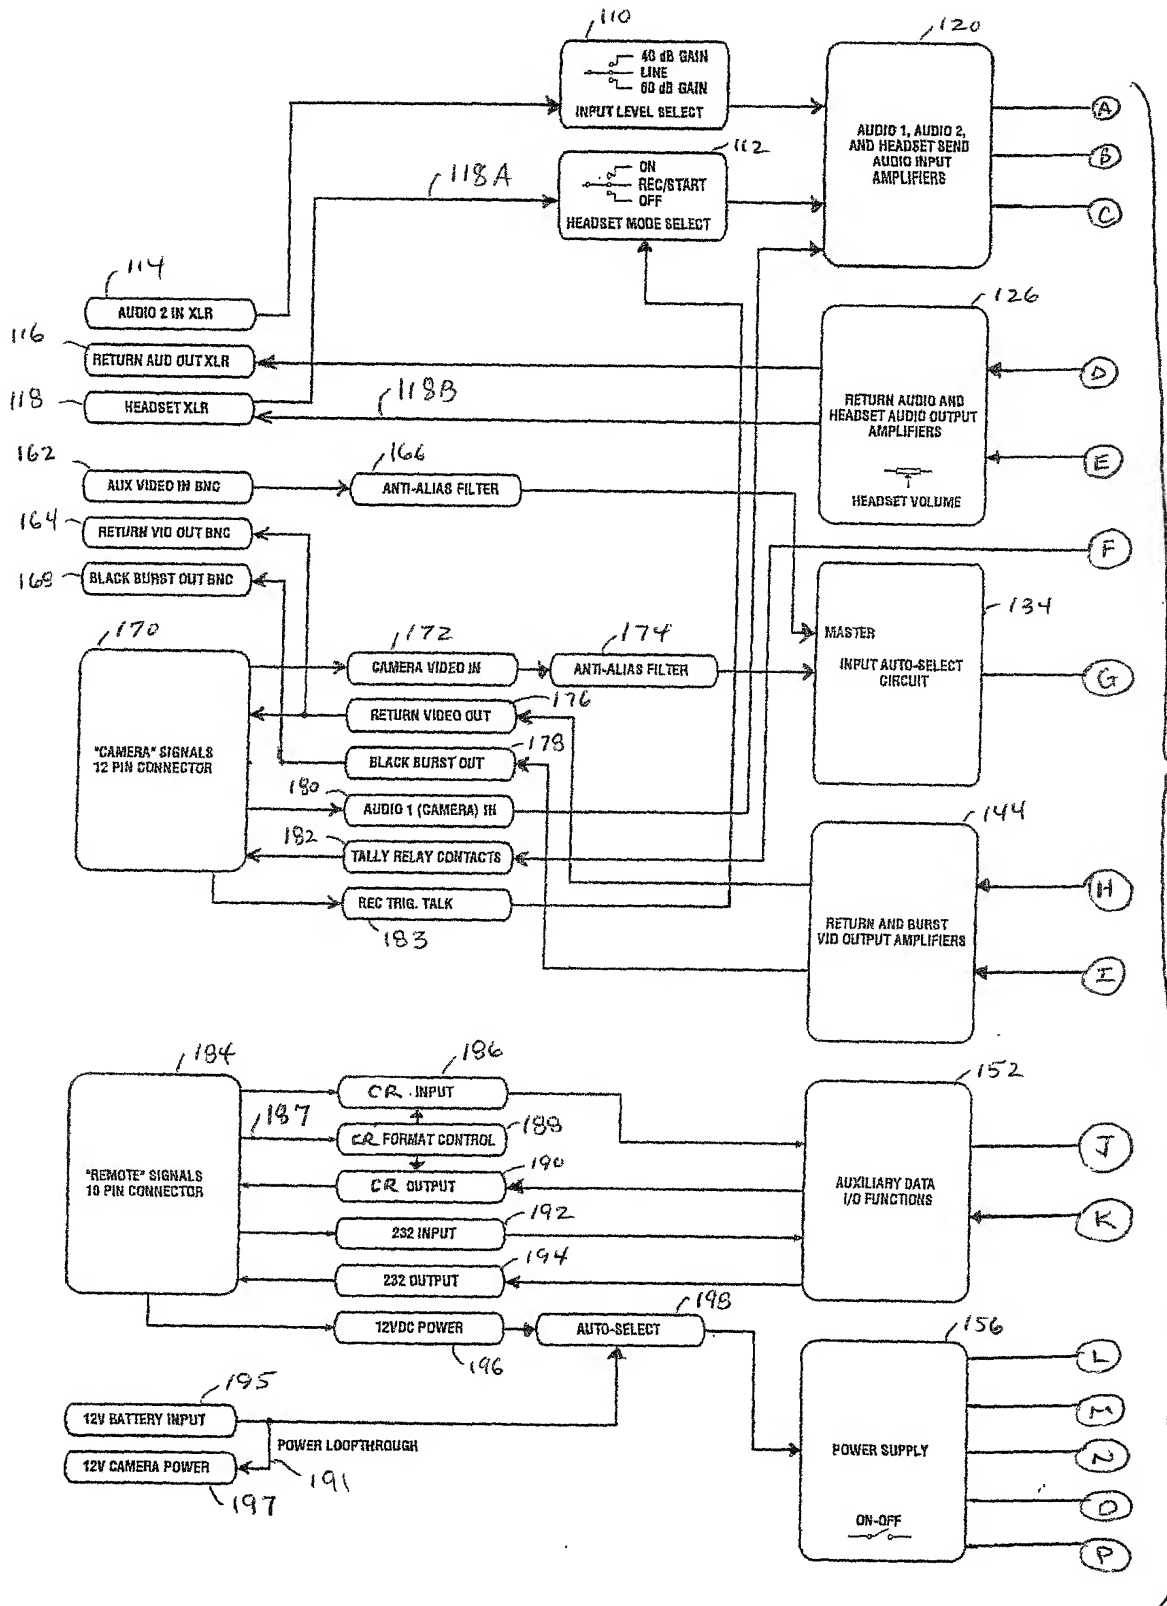 110
40 dB GAIN
LINE
60 dB GAIN
INPUT LEVEL SELECT
120
AUDIO 1, AUDIO 2,
AND HEADSET SEND
AUDIO INPUT
AMPLIFIERS
A
B
C
112
ON
REC/START
OFF
HEADSET MODE SELECT
118A
114
AUDIO 2 IN XLR
116
RETURN AUD OUT XLR
118
HEADSET XLR
118B
126
RETURN AUDIO AND
HEADSET AUDIO OUTPUT
AMPLIFIERS
HEADSET VOLUME
D
E
162
AUX VIDEO IN BNC
166
ANTI-ALIAS FILTER
164
RETURN VID OUT BNC
168
BLACK BURST OUT BNC
F
134
MASTER
INPUT AUTO-SELECT
CIRCUIT
G
170
"CAMERA" SIGNALS
12 PIN CONNECTOR
172
CAMERA VIDEO IN
174
ANTI-ALIAS FILTER
176
RETURN VIDEO OUT
178
BLACK BURST OUT
180
AUDIO 1 (CAMERA) IN
182
TALLY RELAY CONTACTS
REC TRIG. TALK
183
144
RETURN AND BURST
VID OUTPUT AMPLIFIERS
H
I
184
"REMOTE" SIGNALS
10 PIN CONNECTOR
186
CR INPUT
187
188
CR FORMAT CONTROL
190
CR OUTPUT
192
232 INPUT
194
232 OUTPUT
152
AUXILIARY DATA
I/O FUNCTIONS
J
K
12VDC POWER
196
198
AUTO-SELECT
156
POWER SUPPLY
ON-OFF
L
M
N
O
P
195
12V BATTERY INPUT
POWER LOOPTHROUGH
191
12V CAMERA POWER
197